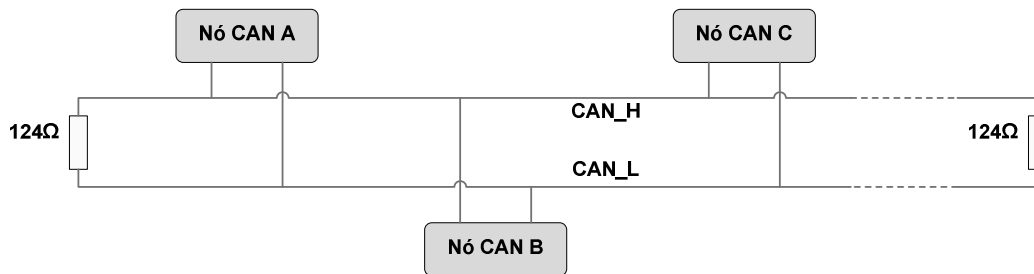 Nó CAN A
Nó CAN C
CAN_H
124Ω
124Ω
CAN_L
Nó CAN B